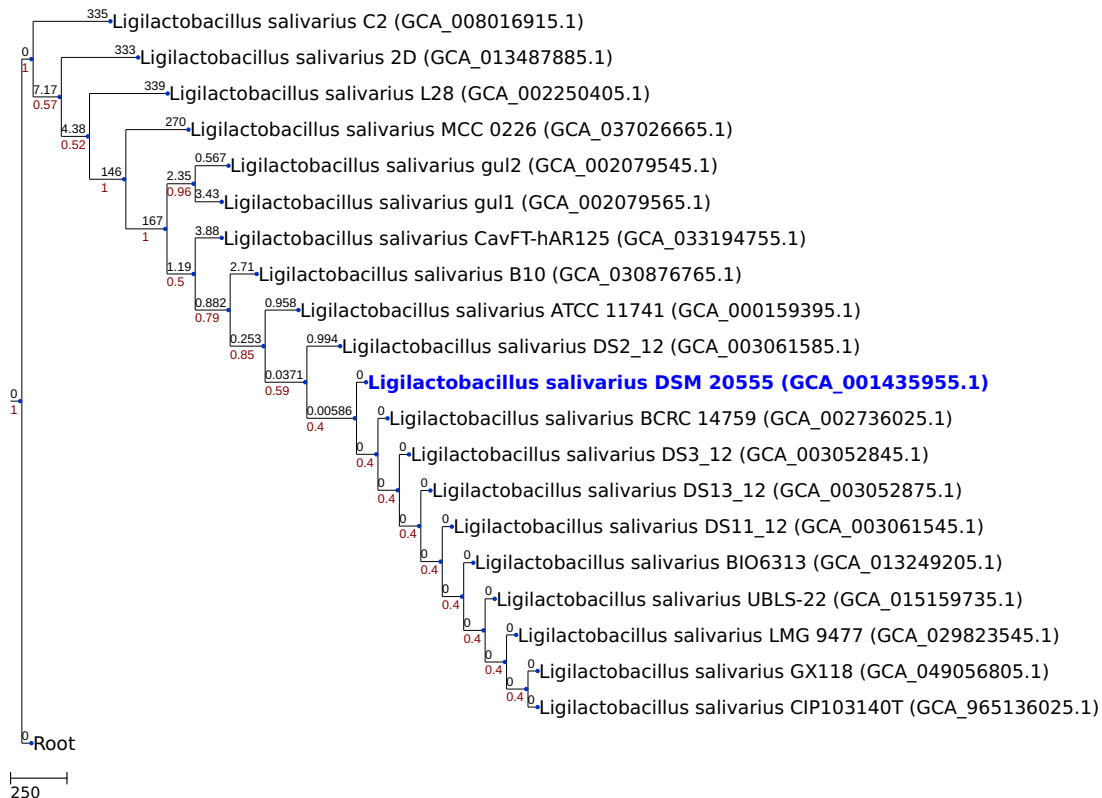 335 Ligilactobacillus salivarius C2 (GCA_008016915.1)
0
1
333 Ligilactobacillus salivarius 2D (GCA_013487885.1)
7.17
0.57
339 Ligilactobacillus salivarius L28 (GCA_002250405.1)
4.38
0.52
270 Ligilactobacillus salivarius MCC 0226 (GCA_037026665.1)
146
1
0.567 Ligilactobacillus salivarius gul2 (GCA_002079545.1)
2.35
0.96
3.43 Ligilactobacillus salivarius gul1 (GCA_002079565.1)
167
1
3.88 Ligilactobacillus salivarius CavFT-hAR125 (GCA_033194755.1)
1.19
0.5
2.71 Ligilactobacillus salivarius B10 (GCA_030876765.1)
0.882
0.79
0.958 Ligilactobacillus salivarius ATCC 11741 (GCA_000159395.1)
0.253
0.85
0.994 Ligilactobacillus salivarius DS2_12 (GCA_003061585.1)
0.0371
0.59
0 Ligilactobacillus salivarius DSM 20555 (GCA_001435955.1)
0
1
0.00586
0.4
0 Ligilactobacillus salivarius BCRC 14759 (GCA_002736025.1)
0
0.4
0 Ligilactobacillus salivarius DS3_12 (GCA_003052845.1)
0
0.4
0 Ligilactobacillus salivarius DS13_12 (GCA_003052875.1)
0
0.4
0 Ligilactobacillus salivarius DS11_12 (GCA_003061545.1)
0
0.4
0 Ligilactobacillus salivarius BIO6313 (GCA_013249205.1)
0
0.4
0 Ligilactobacillus salivarius UBLS-22 (GCA_015159735.1)
0
0.4
0 Ligilactobacillus salivarius LMG 9477 (GCA_029823545.1)
0
0.4
0 Ligilactobacillus salivarius GX118 (GCA_049056805.1)
0
0.4
0 Ligilactobacillus salivarius CIP103140T (GCA_965136025.1)
0 Root
250